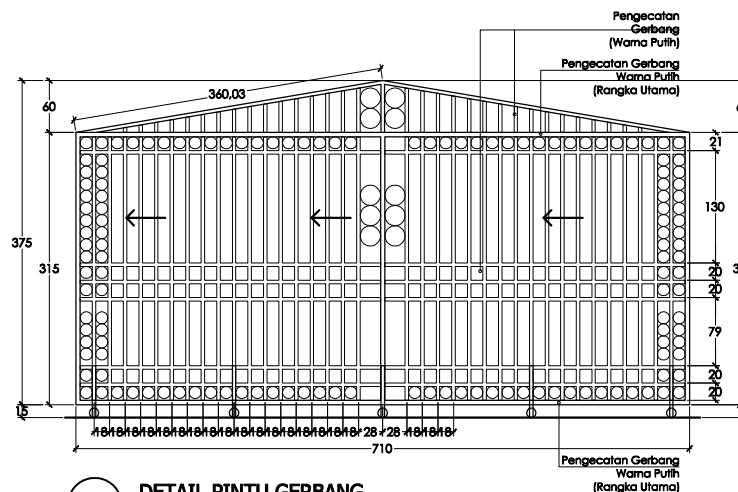 Pengecatan
Gerbang
(Warna Putih)
Pengecatan Gerbang
Warna Putih
(Rangka Utama)
360,03
60
21
130
375
315
20
20
79
20
20
15
18 18 18 18 18 18 18 18 18 18 18 18 18 18 18 18 18 28 28 18 18 18
710
Pengecatan Gerbang
Warna Putih
(Rangka Utama)
DETAIL PINTU GERBANG